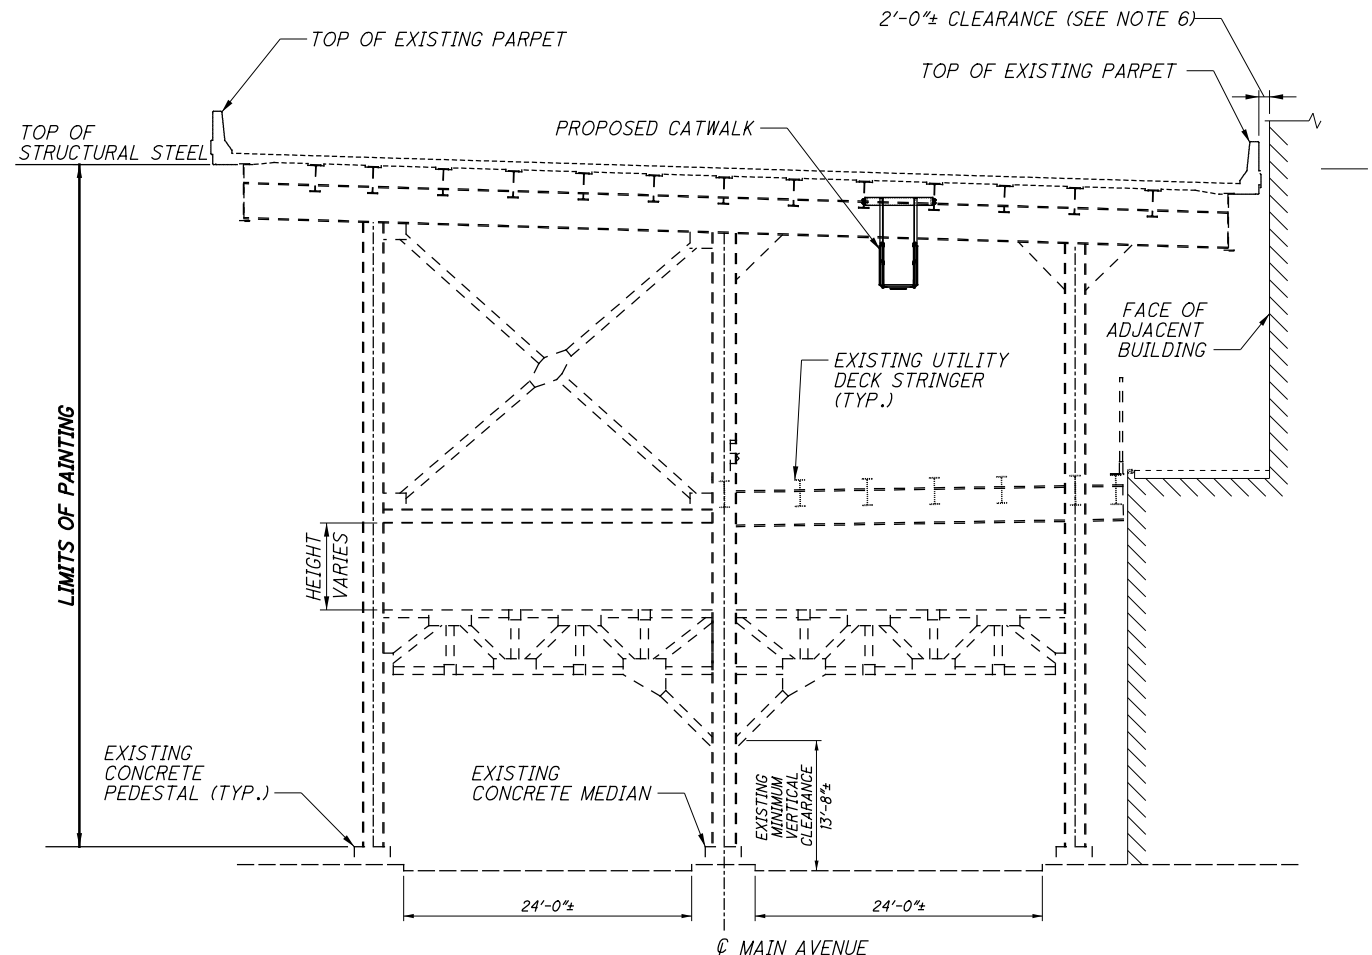 2'-0"± CLEARANCE (SEE NOTE 6)
TOP OF EXISTING PARPET
TOP OF EXISTING PARPET
TOP OF
STRUCTURAL STEEL
PROPOSED CATWALK
FACE OF
ADJACENT
BUILDING
EXISTING UTILITY
DECK STRINGER
(TYP.)
LIMITS OF PAINTING
HEIGHT
VARIES
EXISTING
CONCRETE
PEDESTAL (TYP.)
EXISTING
CONCRETE MEDIAN
EXISTING
MINIMUM
VERTICAL
CLEARANCE
13'-8"±
24'-0"±
24'-0"±
℄ MAIN AVENUE